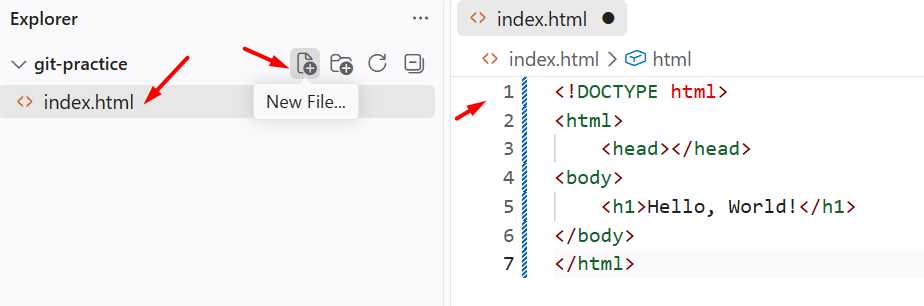 Explorer
git-practice
index.html
New File...
index.html
index.html > html
1 <!DOCTYPE html>
2 <html>
3     <head></head>
4 <body>
5     <h1>Hello, World!</h1>
6 </body>
7 </html>